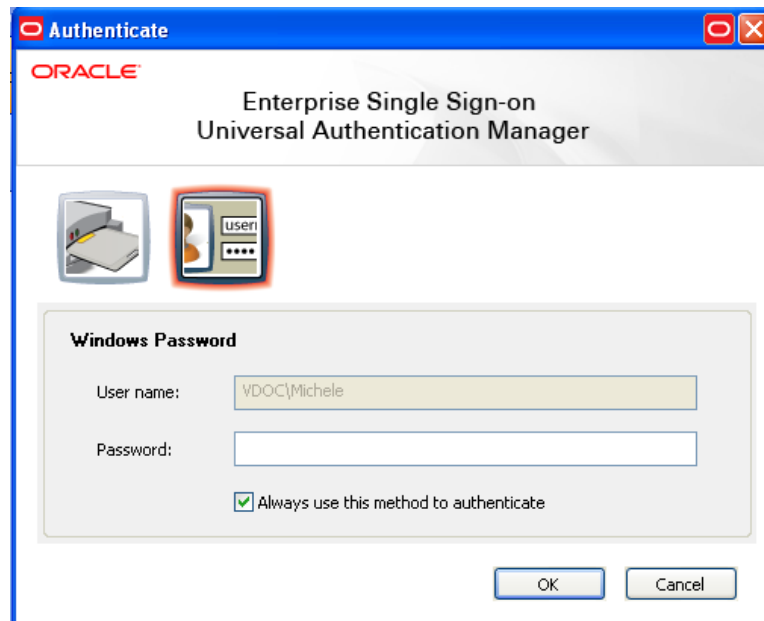 Authenticate
ORACLE
Enterprise Single Sign-on
Universal Authentication Manager
user
Windows Password
User name:
VDOC\Michele
Password:
Always use this method to authenticate
OK
Cancel